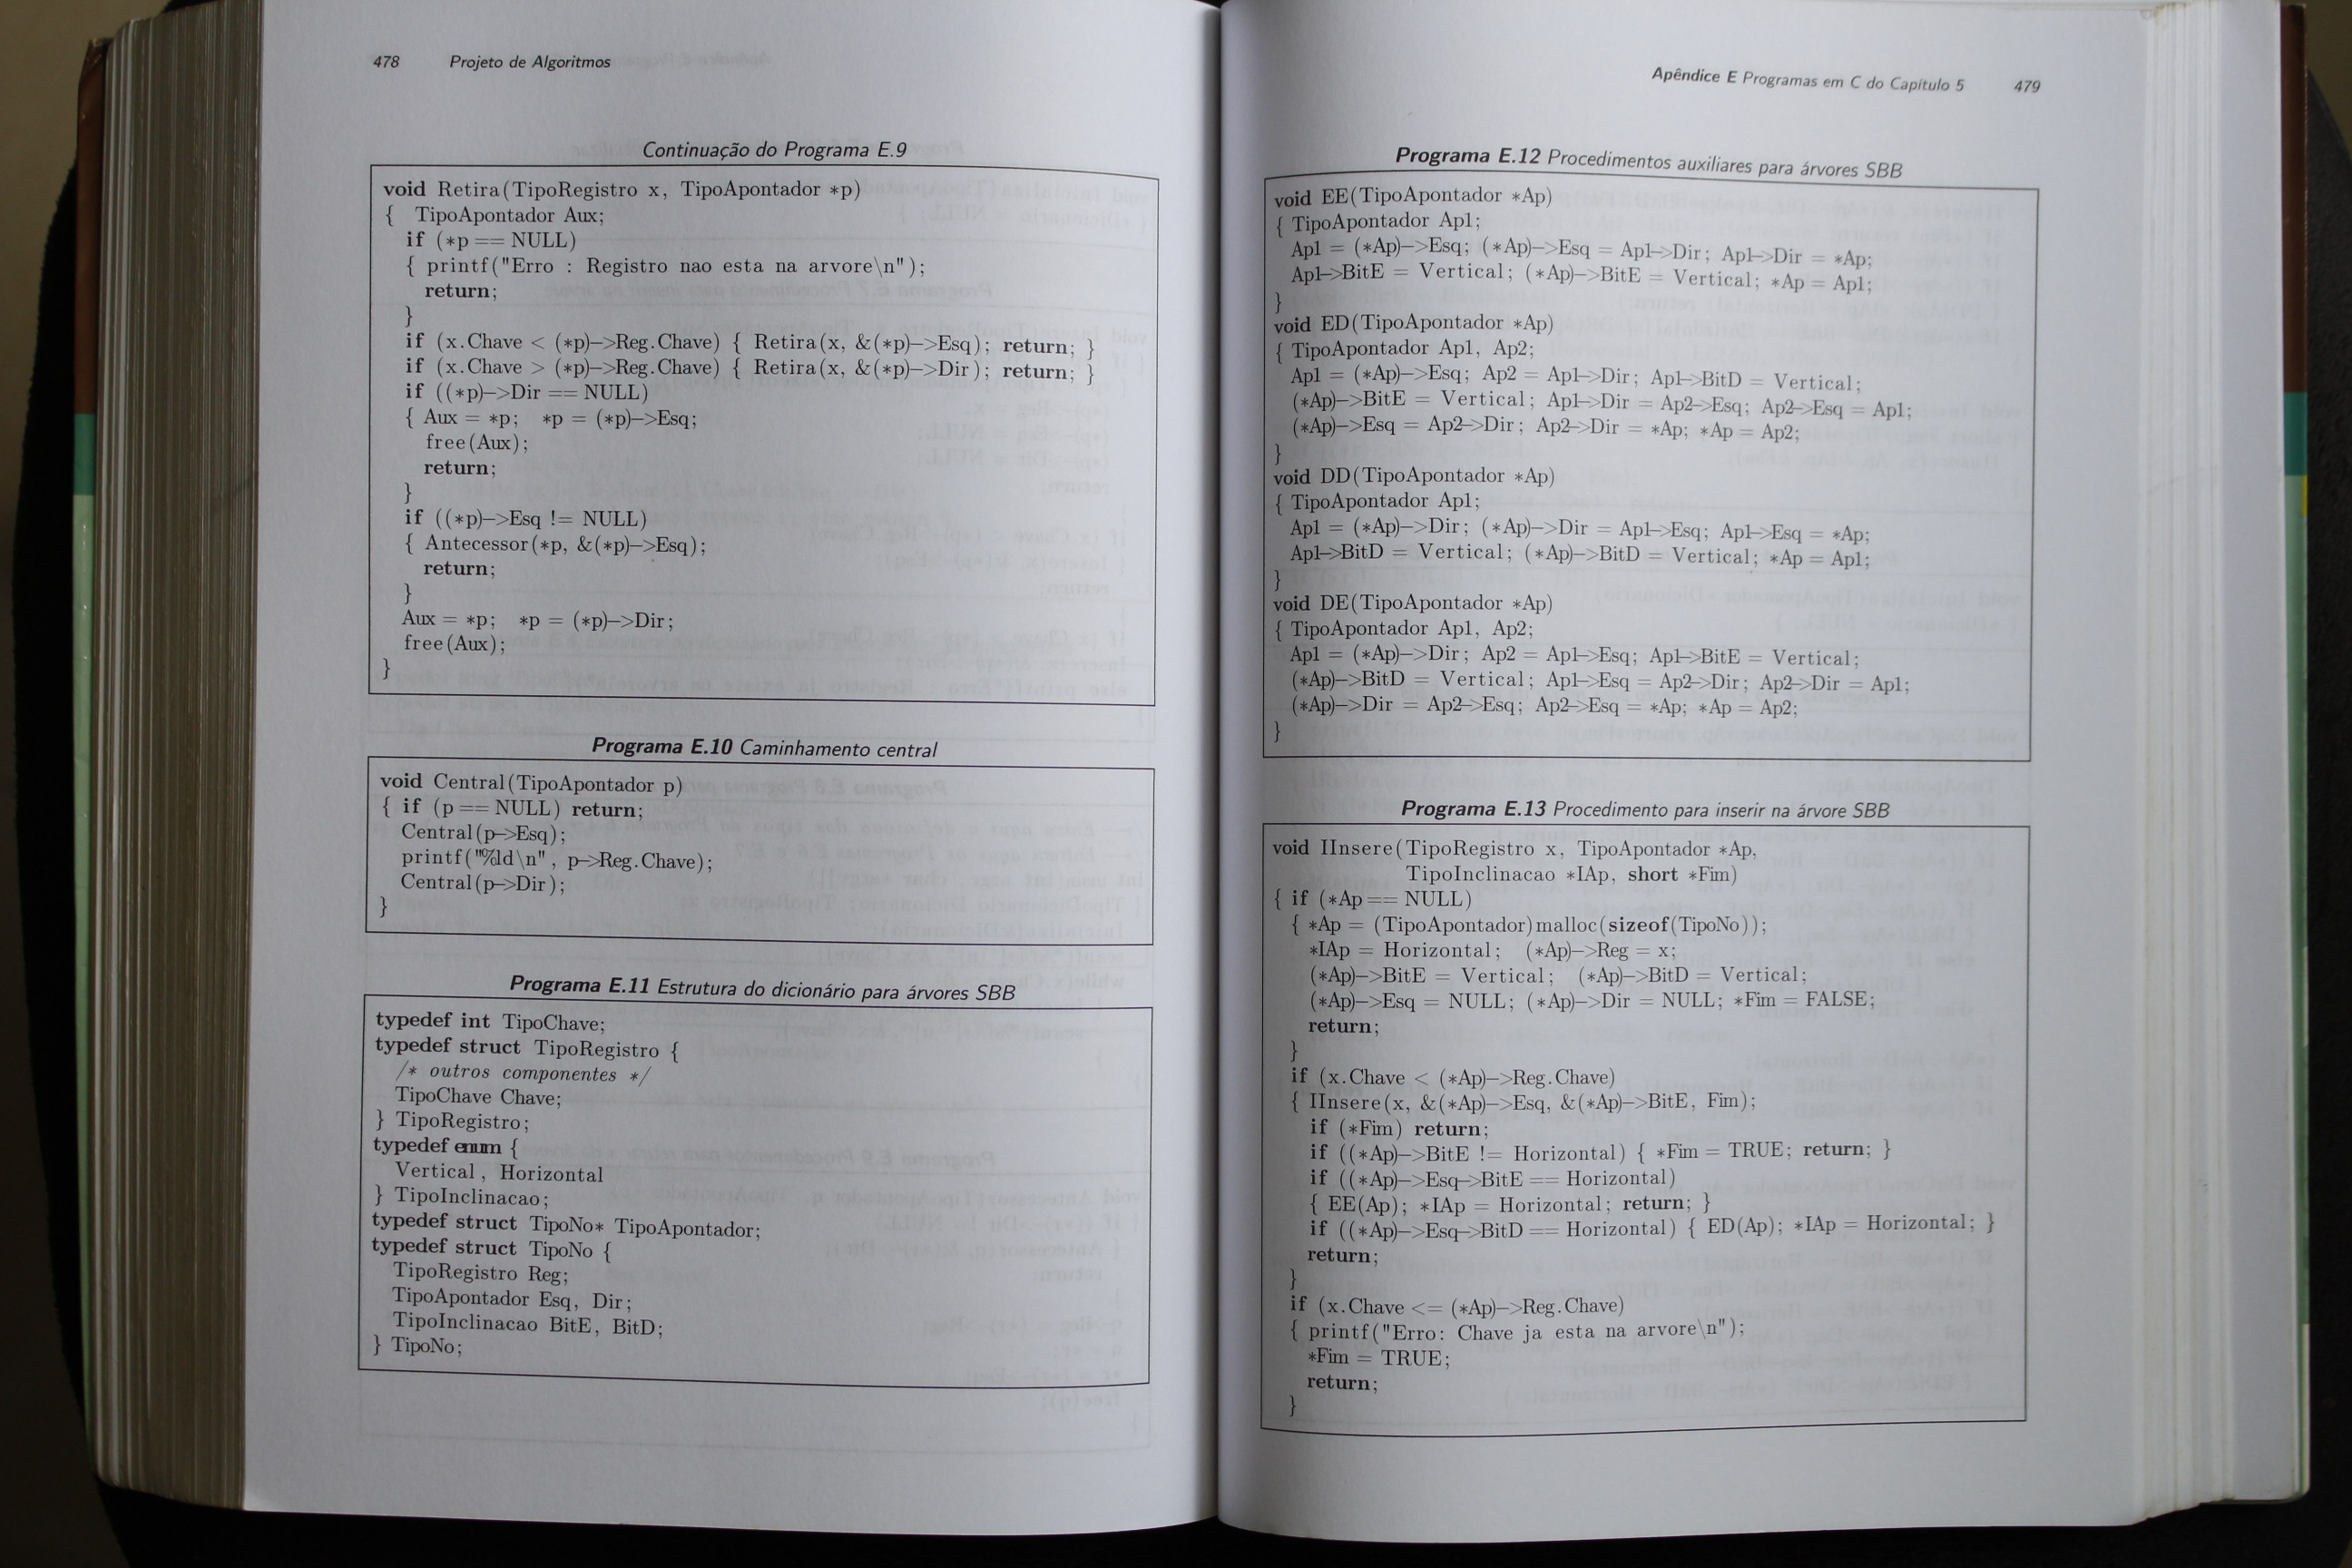 478 Projeto de Algoritmos
Continuação do Programa E.9
void Retira(TipoRegistro x, TipoApontador *p)
{ TipoApontador Aux;
if (*p == NULL)
{ printf("Erro : Registro nao esta na arvore\n");
return;
}
if (x.Chave < (*p)->Reg.Chave) { Retira(x, &(*p)->Esq); return; }
if (x.Chave > (*p)->Reg.Chave) { Retira(x, &(*p)->Dir); return; }
if ((*p)->Dir == NULL)
{ Aux = *p; *p = (*p)->Esq;
free(Aux);
return;
}
if ((*p)->Esq != NULL)
{ Antecessor(*p, &(*p)->Esq);
return;
}
Aux = *p; *p = (*p)->Dir;
free(Aux);
}
Programa E.10 Caminhamento central
void Central(TipoApontador p)
{ if (p == NULL) return;
Central(p->Esq);
printf("%ld\n", p->Reg.Chave);
Central(p->Dir);
}
Programa E.11 Estrutura do dicionário para árvores SBB
typedef int TipoChave;
typedef struct TipoRegistro {
/* outros componentes */
TipoChave Chave;
} TipoRegistro;
typedef enum {
Vertical, Horizontal
} TipoInclinacao;
typedef struct TipoNo* TipoApontador;
typedef struct TipoNo {
TipoRegistro Reg;
TipoApontador Esq, Dir;
TipoInclinacao BitE, BitD;
} TipoNo;
Apêndice E Programas em C do Capítulo 5 479
Programa E.12 Procedimentos auxiliares para árvores SBB
void EE(TipoApontador *Ap)
{ TipoApontador Ap1;
Ap1 = (*Ap)->Esq; (*Ap)->Esq = Ap1->Dir; Ap1->Dir = *Ap;
Ap1->BitE = Vertical; (*Ap)->BitE = Vertical; *Ap = Ap1;
}
void ED(TipoApontador *Ap)
{ TipoApontador Ap1, Ap2;
Ap1 = (*Ap)->Esq; Ap2 = Ap1->Dir; Ap1->BitD = Vertical;
(*Ap)->BitE = Vertical; Ap1->Dir = Ap2->Esq; Ap2->Esq = Ap1;
(*Ap)->Esq = Ap2->Dir; Ap2->Dir = *Ap; *Ap = Ap2;
}
void DD(TipoApontador *Ap)
{ TipoApontador Ap1;
Ap1 = (*Ap)->Dir; (*Ap)->Dir = Ap1->Esq; Ap1->Esq = *Ap;
Ap1->BitD = Vertical; (*Ap)->BitD = Vertical; *Ap = Ap1;
}
void DE(TipoApontador *Ap)
{ TipoApontador Ap1, Ap2;
Ap1 = (*Ap)->Dir; Ap2 = Ap1->Esq; Ap1->BitE = Vertical;
(*Ap)->BitD = Vertical; Ap1->Esq = Ap2->Dir; Ap2->Dir = Ap1;
(*Ap)->Dir = Ap2->Esq; Ap2->Esq = *Ap; *Ap = Ap2;
}
Programa E.13 Procedimento para inserir na árvore SBB
void IInsere(TipoRegistro x, TipoApontador *Ap,
TipoInclinacao *IAp, short *Fim)
{ if (*Ap == NULL)
{ *Ap = (TipoApontador)malloc(sizeof(TipoNo));
*IAp = Horizontal; (*Ap)->Reg = x;
(*Ap)->BitE = Vertical; (*Ap)->BitD = Vertical;
(*Ap)->Esq = NULL; (*Ap)->Dir = NULL; *Fim = FALSE;
return;
}
if (x.Chave < (*Ap)->Reg.Chave)
{ IInsere(x, &(*Ap)->Esq, &(*Ap)->BitE, Fim);
if (*Fim) return;
if ((*Ap)->BitE != Horizontal) { *Fim = TRUE; return; }
if ((*Ap)->Esq->BitE == Horizontal)
{ EE(Ap); *IAp = Horizontal; return; }
if ((*Ap)->Esq->BitD == Horizontal) { ED(Ap); *IAp = Horizontal; }
return;
}
if (x.Chave <= (*Ap)->Reg.Chave)
{ printf("Erro: Chave ja esta na arvore\n");
*Fim = TRUE;
return;
}